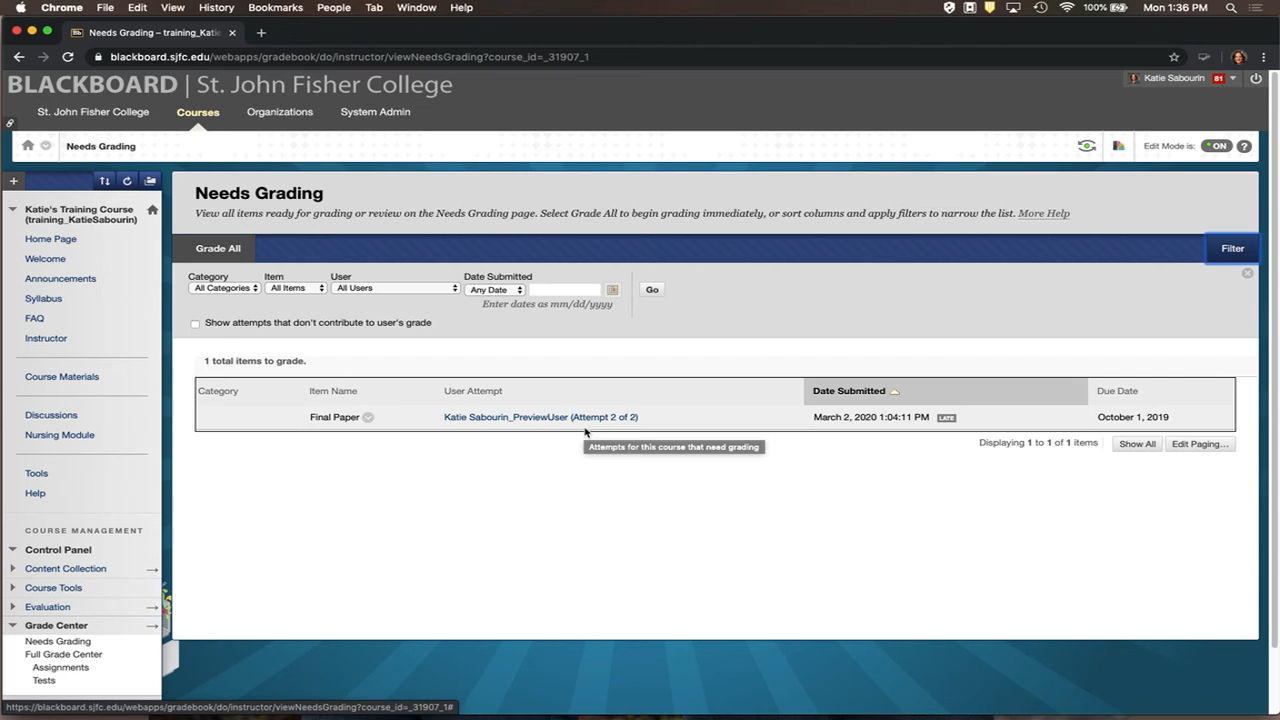 Chrome File Edit View History Bookmarks People Tab Window Help 100% Mon 1:36 PM
Bb Needs Grading – training_Katie
blackboard.sjfc.edu/webapps/gradebook/do/instructor/viewNeedsGrading?course_id=_31907_1
BLACKBOARD | St. John Fisher College
Katie Sabourin 81
St. John Fisher College Courses Organizations System Admin
Needs Grading Edit Mode is: ON ?
Katie's Training Course
(training_KatieSabourin)
Home Page
Welcome
Announcements
Syllabus
FAQ
Instructor
Course Materials
Discussions
Nursing Module
Tools
Help
COURSE MANAGEMENT
Control Panel
Content Collection
Course Tools
Evaluation
Grade Center
Needs Grading
Full Grade Center
Assignments
Tests
Needs Grading
View all items ready for grading or review on the Needs Grading page. Select Grade All to begin grading immediately, or sort columns and apply filters to narrow the list. More Help
Grade All Filter
Category Item User Date Submitted
All Categories All Items All Users Any Date Go
Enter dates as mm/dd/yyyy
Show attempts that don't contribute to user's grade
1 total items to grade.
Category Item Name User Attempt Date Submitted Due Date
Final Paper Katie Sabourin_PreviewUser (Attempt 2 of 2) March 2, 2020 1:04:11 PM LATE October 1, 2019
Attempts for this course that need grading
Displaying 1 to 1 of 1 items Show All Edit Paging...
https://blackboard.sjfc.edu/webapps/gradebook/do/instructor/viewNeedsGrading?course_id=_31907_1#